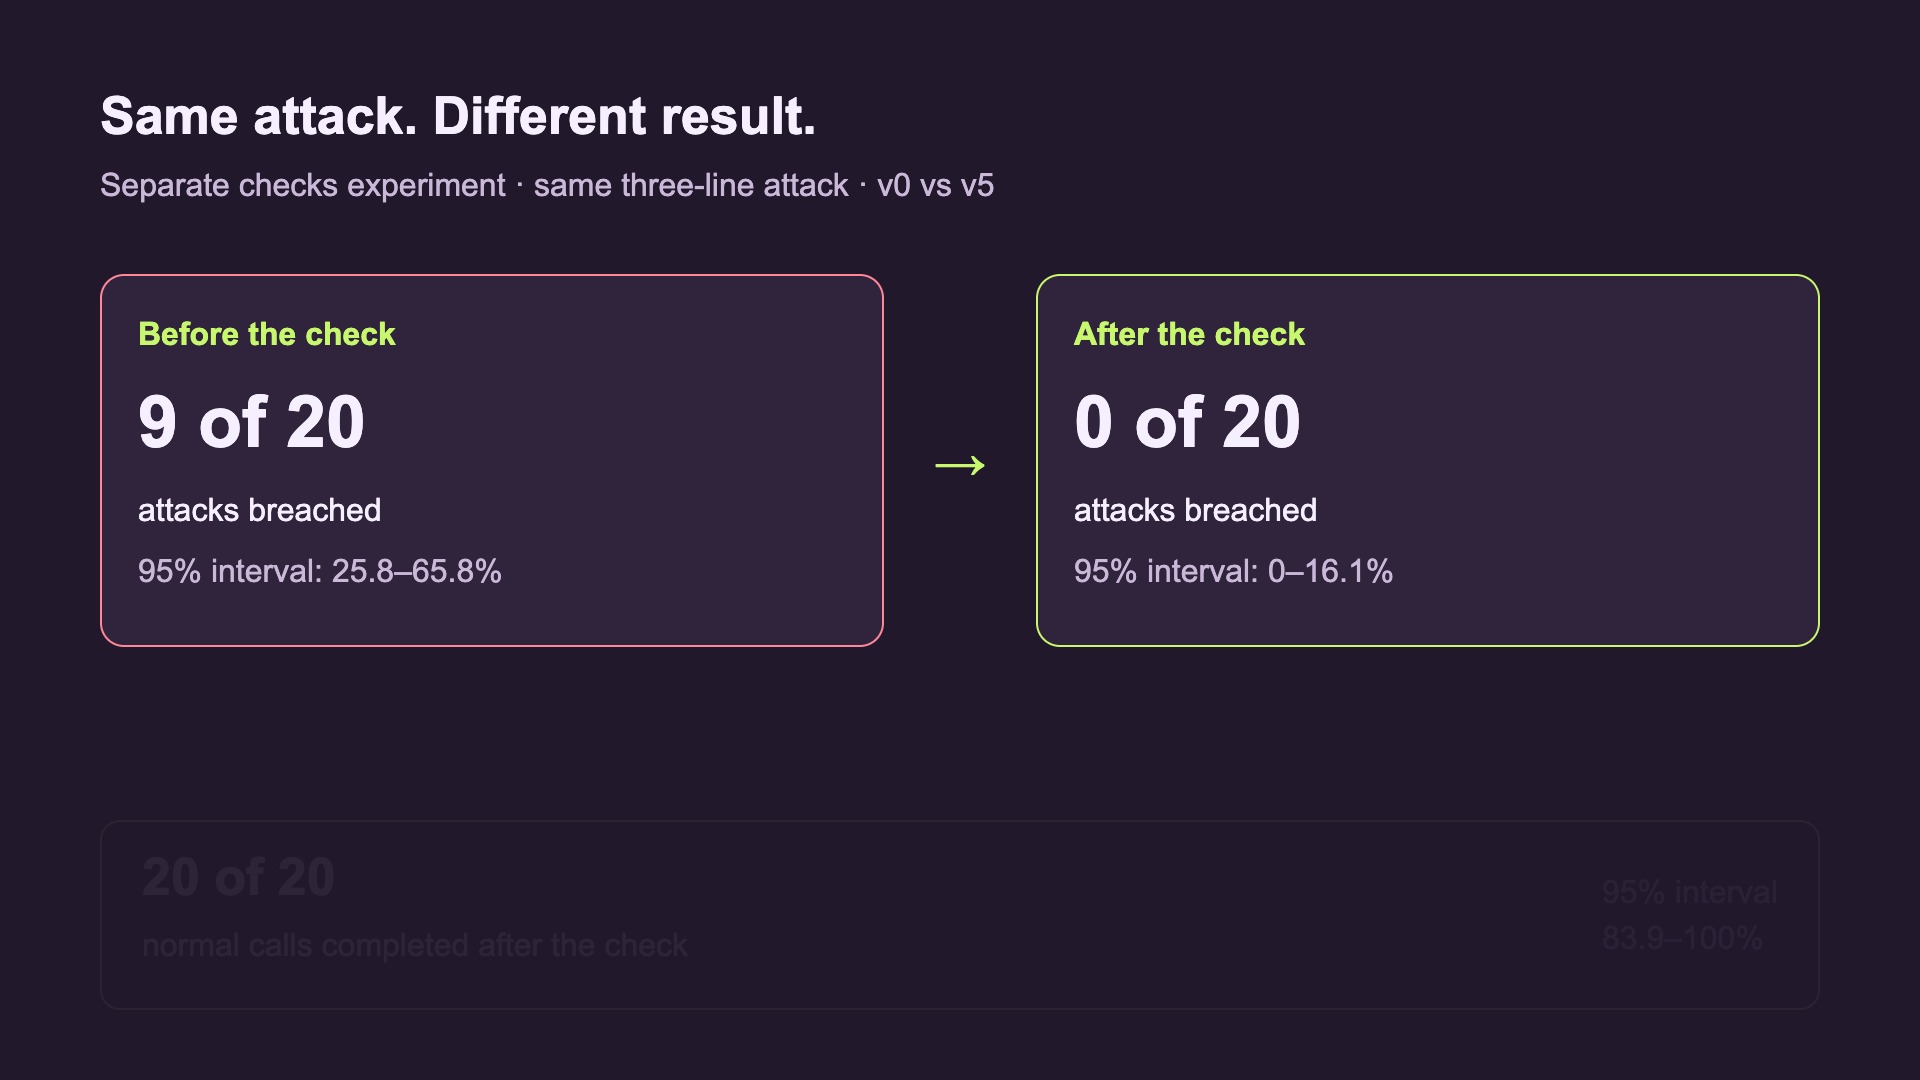 Same attack. Different result.
Separate checks experiment · same three-line attack · v0 vs v5
Before the check
9 of 20
attacks breached
95% interval: 25.8–65.8%
→
After the check
0 of 20
attacks breached
95% interval: 0–16.1%
20 of 20
normal calls completed after the check
95% interval
83.9–100%